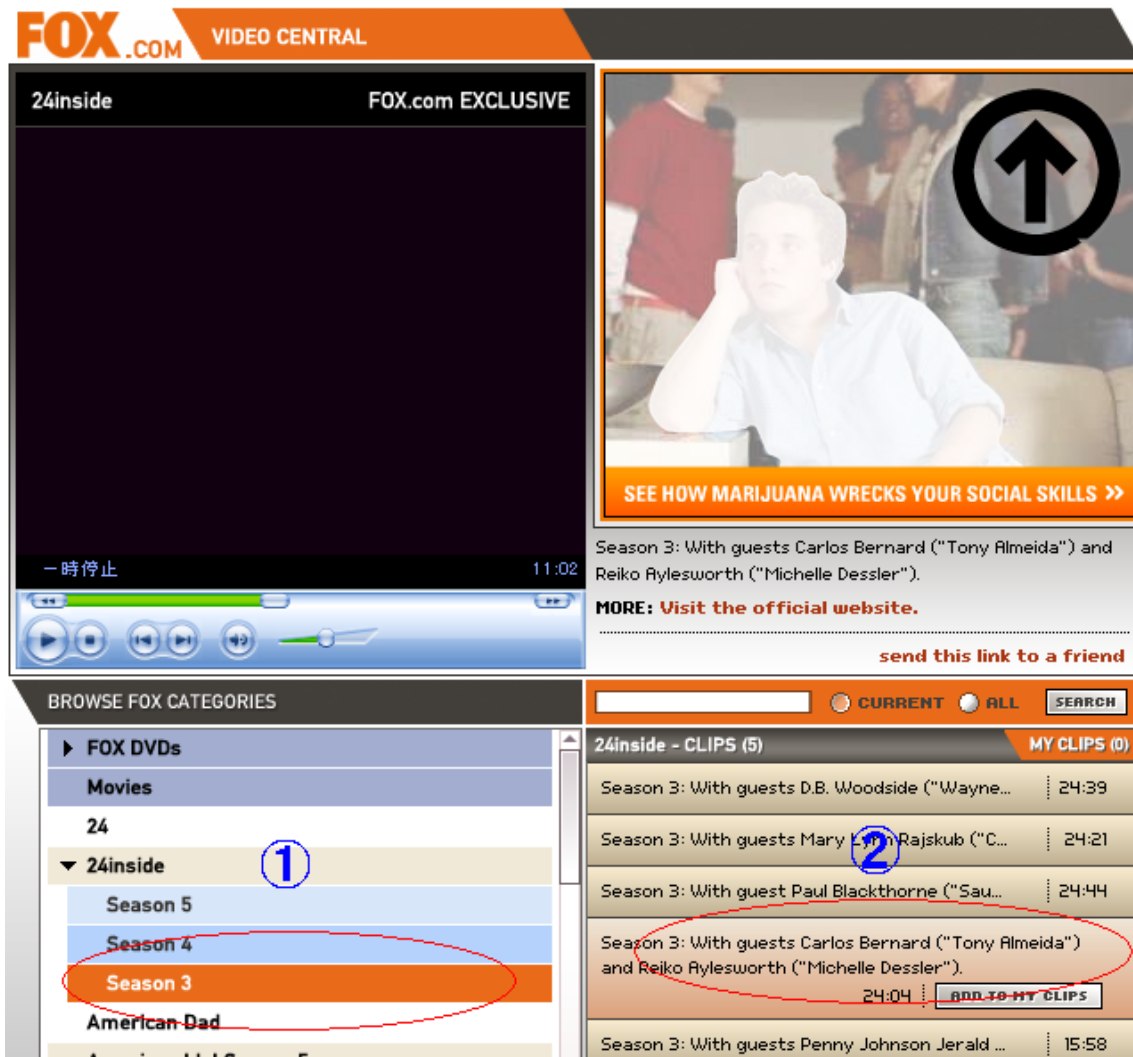 FOX.COM VIDEO CENTRAL
24inside FOX.com EXCLUSIVE
SEE HOW MARIJUANA WRECKS YOUR SOCIAL SKILLS >>
一時停止 11:02
Season 3: With guests Carlos Bernard ("Tony Almeida") and
Reiko Aylesworth ("Michelle Dessler").
MORE: Visit the official website.
send this link to a friend
BROWSE FOX CATEGORIES
CURRENT ALL SEARCH
FOX DVDs
Movies
24
24inside
①
Season 5
Season 4
Season 3
American Dad
24inside - CLIPS (5) MY CLIPS (0)
Season 3: With guests D.B. Woodside ("Wayne... 24:39
Season 3: With guests Mary Lynn Rajskub ("C... 24:21
②
Season 3: With guest Paul Blackthorne ("Sau... 24:44
Season 3: With guests Carlos Bernard ("Tony Almeida")
and Reiko Aylesworth ("Michelle Dessler").
24:04 ADD TO MY CLIPS
Season 3: With guests Penny Johnson Jerald ... 15:58